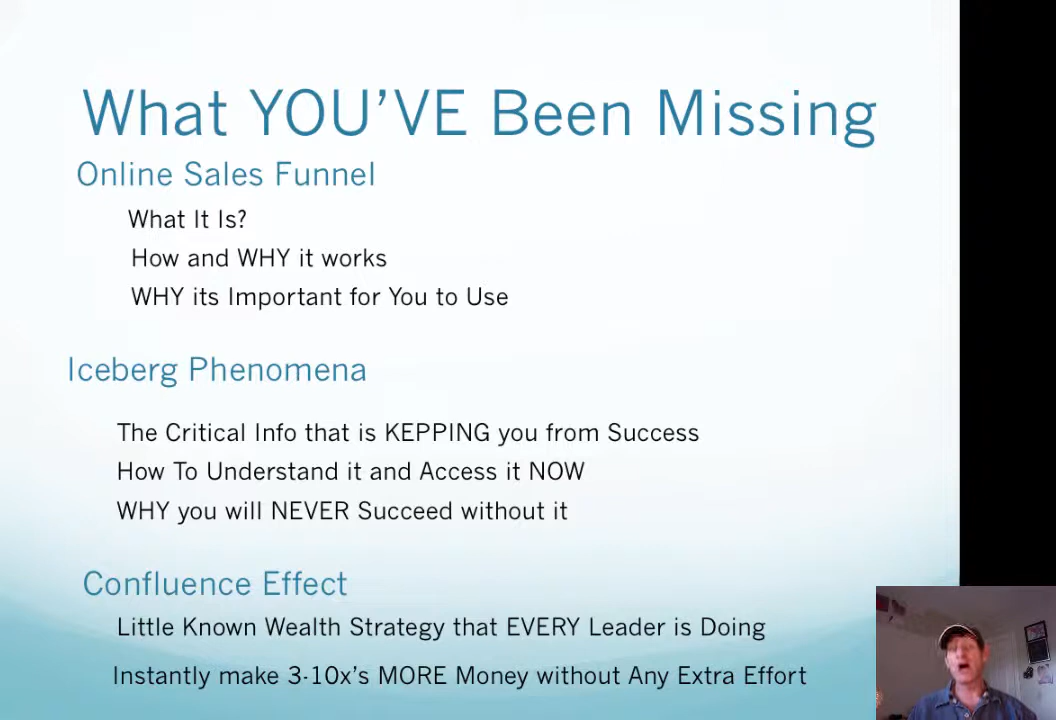 What YOU’VE Been Missing
Online Sales Funnel
What It Is?
How and WHY it works
WHY its Important for You to Use
Iceberg Phenomena
The Critical Info that is KEPPING you from Success
How To Understand it and Access it NOW
WHY you will NEVER Succeed without it
Confluence Effect
Little Known Wealth Strategy that EVERY Leader is Doing
Instantly make 3-10x’s MORE Money without Any Extra Effort